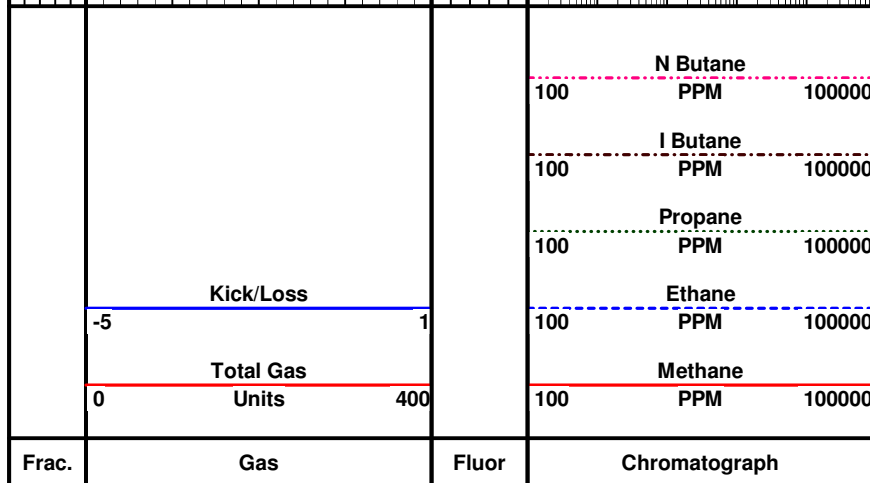 N Butane
100 PPM 100000
I Butane
100 PPM 100000
Propane
100 PPM 100000
Kick/Loss Ethane
-5 1 100 PPM 100000
Total Gas Methane
0 Units 400 100 PPM 100000
Frac. Gas Fluor Chromatograph